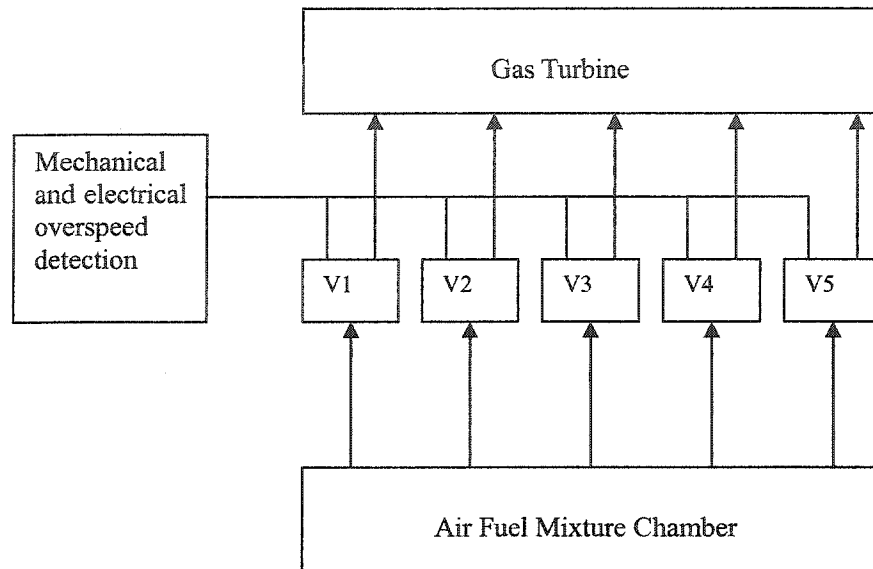 Gas Turbine
Mechanical
and electrical
overspeed
detection
V1
V2
V3
V4
V5
Air Fuel Mixture Chamber